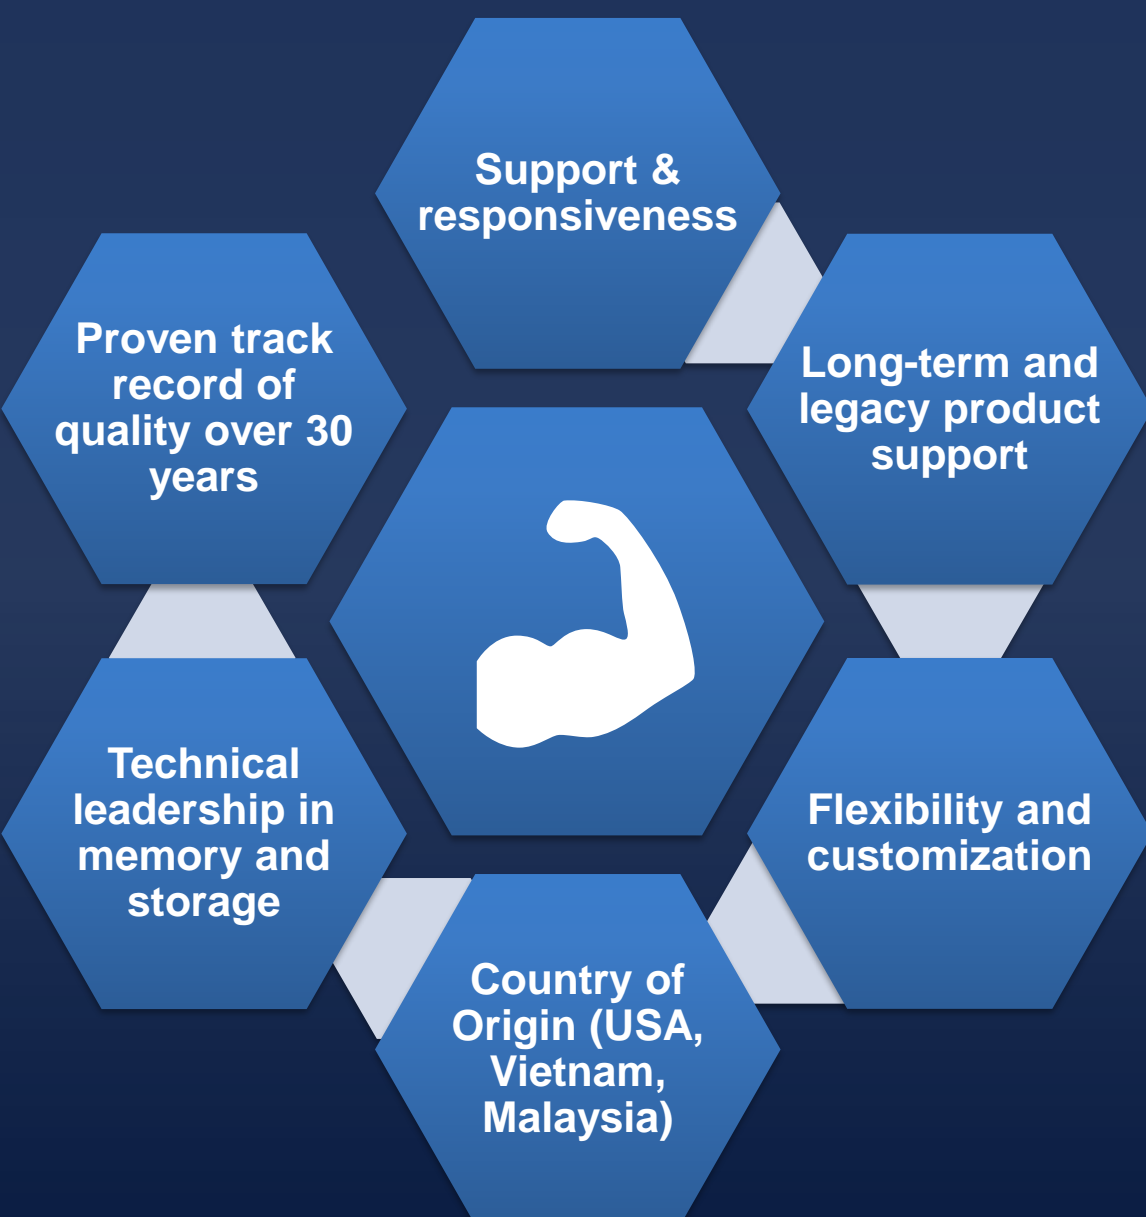 Support &
responsiveness
Long-term and
legacy product
support
Flexibility and
customization
Country of
Origin (USA,
Vietnam,
Malaysia)
Technical
leadership in
memory and
storage
Proven track
record of
quality over 30
years